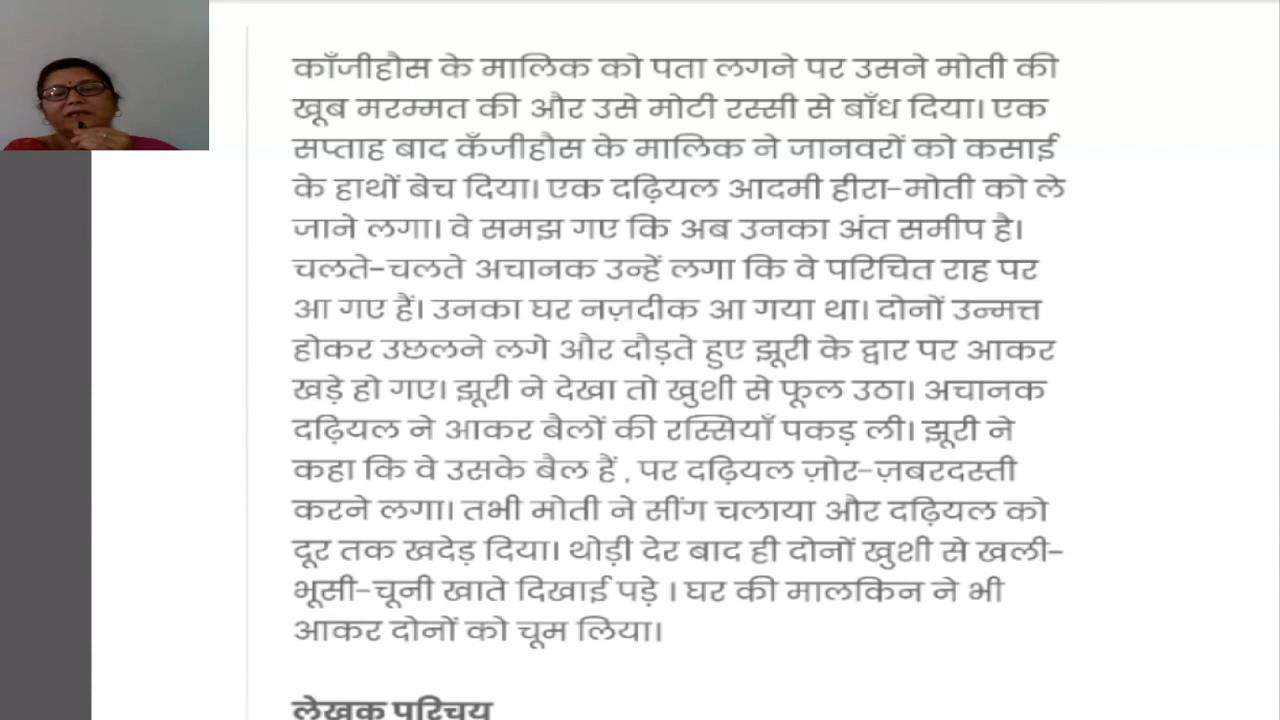 काँजीहौस के मालिक को पता लगने पर उसने मोती की
खूब मरम्मत की और उसे मोटी रस्सी से बाँध दिया। एक
सप्ताह बाद कँजीहौस के मालिक ने जानवरों को कसाई
के हाथों बेच दिया। एक दढ़ियल आदमी हीरा-मोती को ले
जाने लगा। वे समझ गए कि अब उनका अंत समीप है।
चलते-चलते अचानक उन्हें लगा कि वे परिचित राह पर
आ गए हैं। उनका घर नज़दीक आ गया था। दोनों उन्मत्त
होकर उछलने लगे और दौड़ते हुए झूरी के द्वार पर आकर
खड़े हो गए। झूरी ने देखा तो खुशी से फूल उठा। अचानक
दढ़ियल ने आकर बैलों की रस्सियाँ पकड़ ली। झूरी ने
कहा कि वे उसके बैल हैं , पर दढ़ियल ज़ोर-ज़बरदस्ती
करने लगा। तभी मोती ने सींग चलाया और दढ़ियल को
दूर तक खदेड़ दिया। थोड़ी देर बाद ही दोनों खुशी से खली-
भूसी-चूनी खाते दिखाई पड़े । घर की मालकिन ने भी
आकर दोनों को चूम लिया।
लेखक परिचय